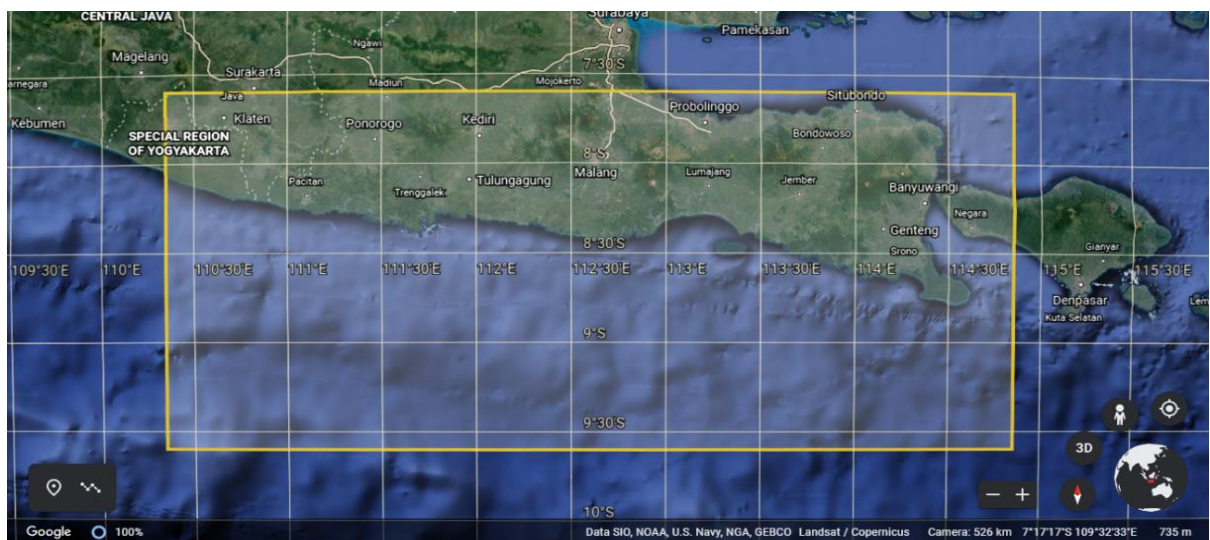 CENTRAL JAVA
Surabaya
Pamekasan
Ngawi
Magelang
7°30'S
Surakarta
arnegara
Madiun
Mojokerto
Java
Situbondo
Probolinggo
Kebumen
Klaten
Ponorogo
Kediri
SPECIAL REGION
OF YOGYAKARTA
Bondowoso
8°S
Pacitan
Trenggalek
Tulungagung
Malang
Lumajang
Jember
Banyuwangi
Negara
Genteng
8°30'S
Srono
Gianyar
109°30'E 110°E 110°30'E 111°E 111°30'E 112°E 112°30'E 113°E 113°30'E 114°E 114°30'E 115°E 115°30'E
Denpasar
Lem
Kuta Selatan
9°S
9°30'S
3D
10°S
Google 100% Data SIO, NOAA, U.S. Navy, NGA, GEBCO Landsat / Copernicus Camera: 526 km 7°17'17"S 109°32'33"E 735 m